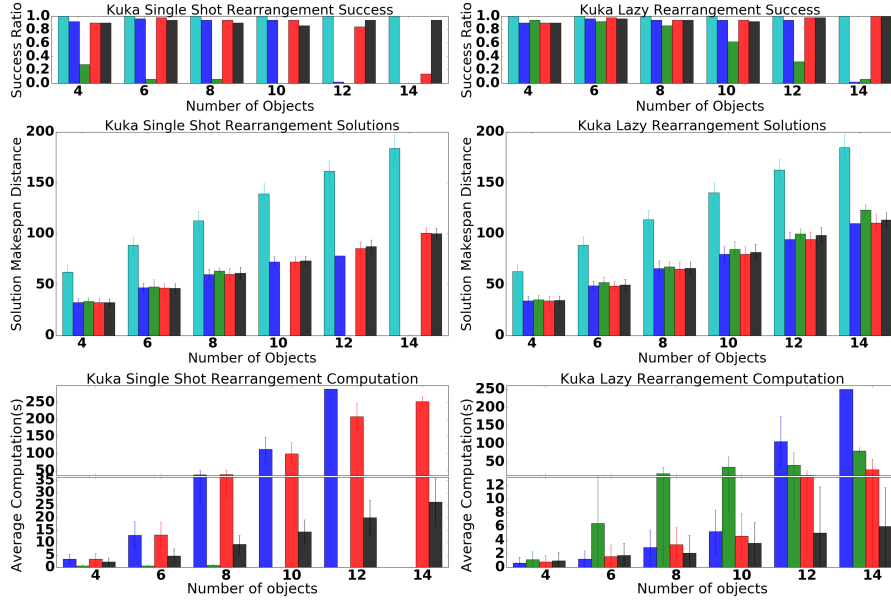 Kuka Single Shot Rearrangement Success
Success Ratio
1.0
0.8
0.6
0.4
0.2
0.0
4 6 8 10 12 14
Number of Objects
Kuka Lazy Rearrangement Success
Success Ratio
1.0
0.8
0.6
0.4
0.2
0.0
4 6 8 10 12 14
Number of Objects
Kuka Single Shot Rearrangement Solutions
Solution Makespan Distance
200
150
100
50
0
4 6 8 10 12 14
Number of Objects
Kuka Lazy Rearrangement Solutions
Solution Makespan Distance
200
150
100
50
0
4 6 8 10 12 14
Number of Objects
Kuka Single Shot Rearrangement Computation
Average Computation(s)
250
200
150
100
50
35
30
25
20
15
10
5
0
4 6 8 10 12 14
Number of objects
Kuka Lazy Rearrangement Computation
Average Computation(s)
250
200
150
100
50
12
10
8
6
4
2
0
4 6 8 10 12 14
Number of objects